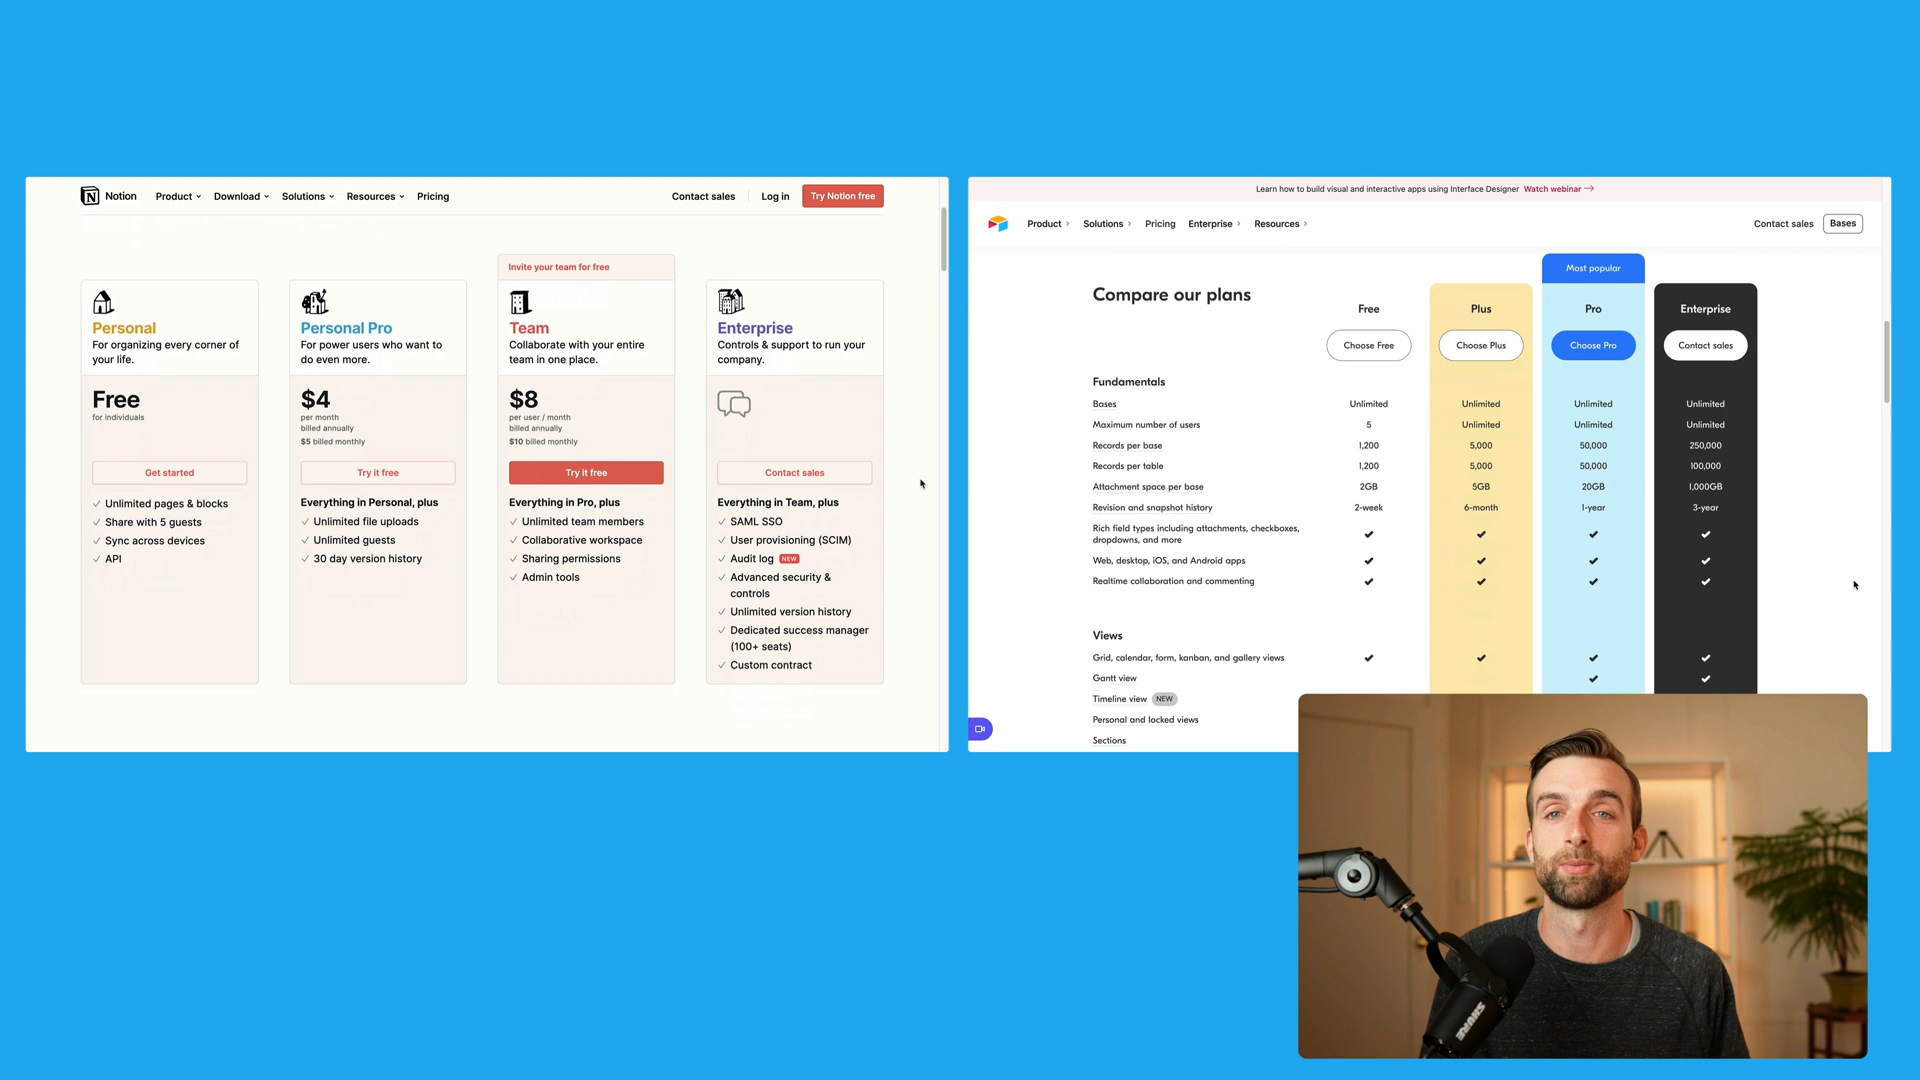 Notion Product Download Solutions Resources Pricing Contact sales Log in Try Notion free
Invite your team for free
Personal
For organizing every corner of
your life.
Free
for individuals
Get started
Unlimited pages & blocks
Share with 5 guests
Sync across devices
API
Personal Pro
For power users who want to
do even more.
$4
per month
billed annually
$5 billed monthly
Try it free
Everything in Personal, plus
Unlimited file uploads
Unlimited guests
30 day version history
Team
Collaborate with your entire
team in one place.
$8
per user / month
billed annually
$10 billed monthly
Try it free
Everything in Pro, plus
Unlimited team members
Collaborative workspace
Sharing permissions
Admin tools
Enterprise
Controls & support to run your
company.
Contact sales
Everything in Team, plus
SAML SSO
User provisioning (SCIM)
Audit log NEW
Advanced security &
controls
Unlimited version history
Dedicated success manager
(100+ seats)
Custom contract
Learn how to build visual and interactive apps using Interface Designer Watch webinar
Product Solutions Pricing Enterprise Resources Contact sales Bases
Most popular
Compare our plans
Free Plus Pro Enterprise
Choose Free Choose Plus Choose Pro Contact sales
Fundamentals
Bases Unlimited Unlimited Unlimited Unlimited
Maximum number of users 5 Unlimited Unlimited Unlimited
Records per base 1,200 5,000 50,000 250,000
Records per table 1,200 5,000 50,000 100,000
Attachment space per base 2GB 5GB 20GB 1,000GB
Revision and snapshot history 2-week 6-month 1-year 3-year
Rich field types including attachments, checkboxes,
dropdowns, and more
Web, desktop, iOS, and Android apps
Realtime collaboration and commenting
Views
Grid, calendar, form, kanban, and gallery views
Gantt view
Timeline view NEW
Personal and locked views
Sections
SHURE